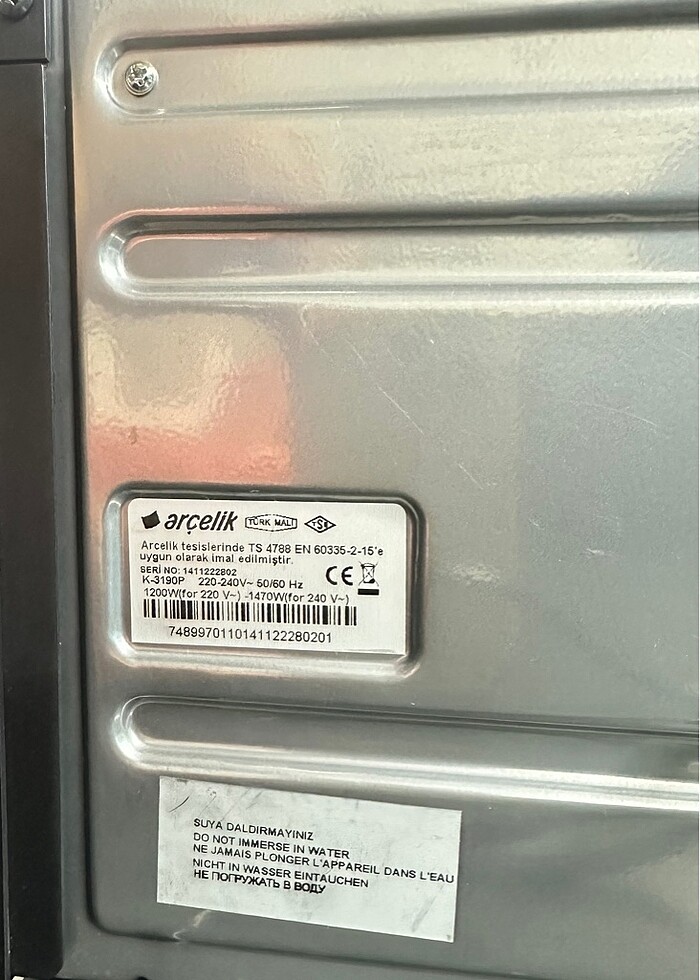 arçelik TÜRK MALI TSE
Arcelik tesislerinde TS 4788 EN 60335-2-15'e
uygun olarak imal edilmiştir.
SERİ NO: 1411222802
K-3190P 220-240V~ 50/60 Hz CE
1200W(for 220 V~) -1470W(for 240 V~)
7489970110141122280201
SUYA DALDIRMAYINIZ
DO NOT IMMERSE IN WATER
NE JAMAIS PLONGER L'APPAREIL DANS L'EAU
NICHT IN WASSER EINTAUCHEN
НЕ ПОГРУЖАТЬ В ВОДУ